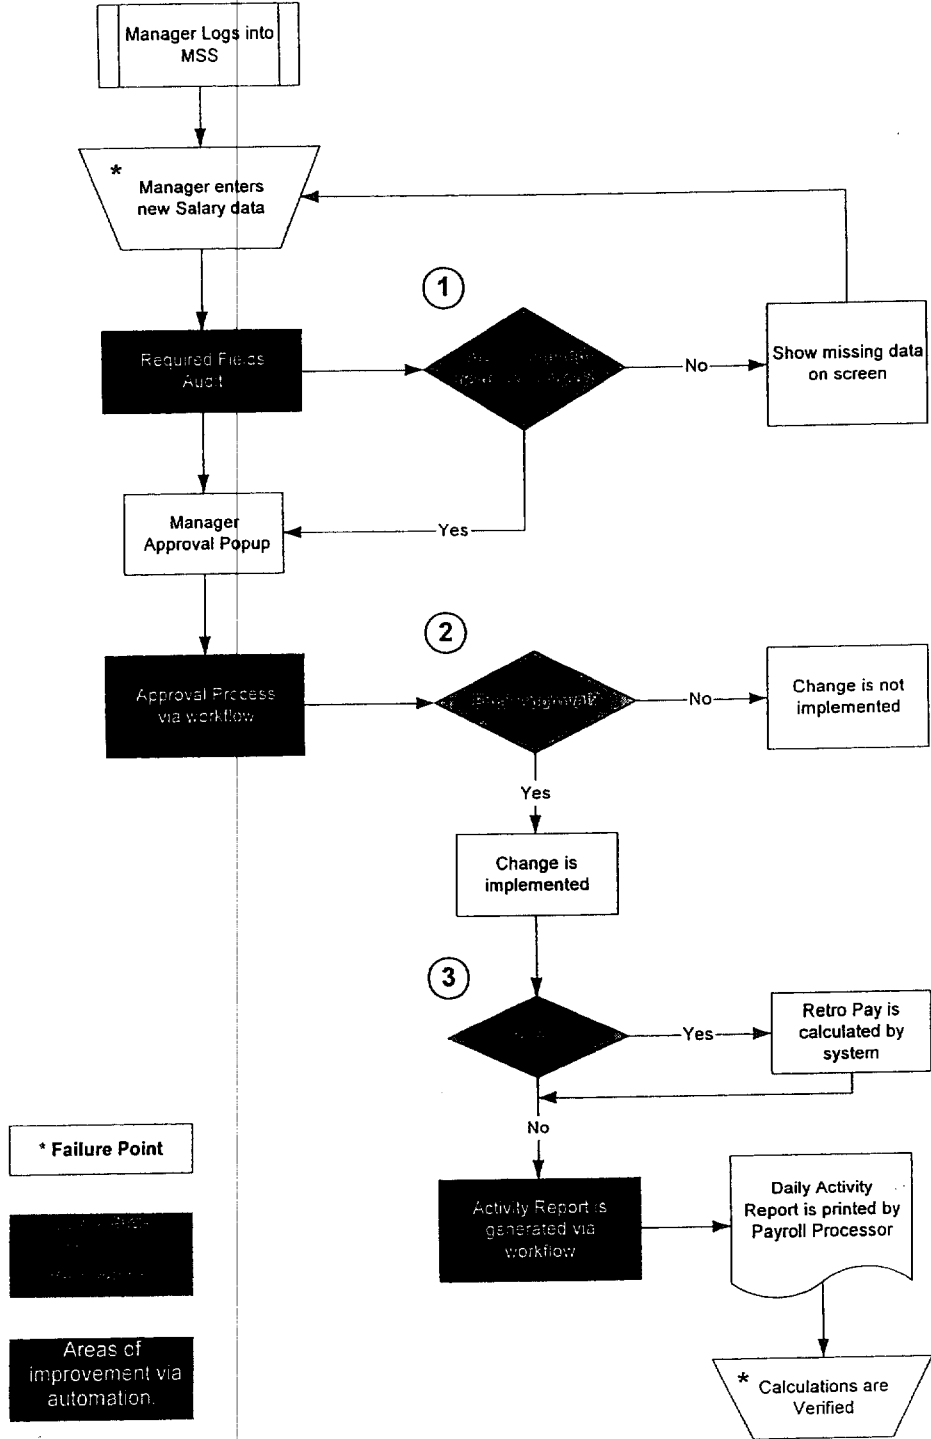 Manager Logs into
MSS
* Manager enters
new Salary data
1
Required Fields
Audit
No
Show missing data
on screen
Manager
Approval Popup
Yes
2
Approval Process
via workflow
No
Change is not
implemented
Yes
Change is
implemented
3
Yes
Retro Pay is
calculated by
system
No
* Failure Point
Activity Report is
generated via
workflow
Daily Activity
Report is printed by
Payroll Processor
Areas of
improvement via
automation.
* Calculations are
Verified